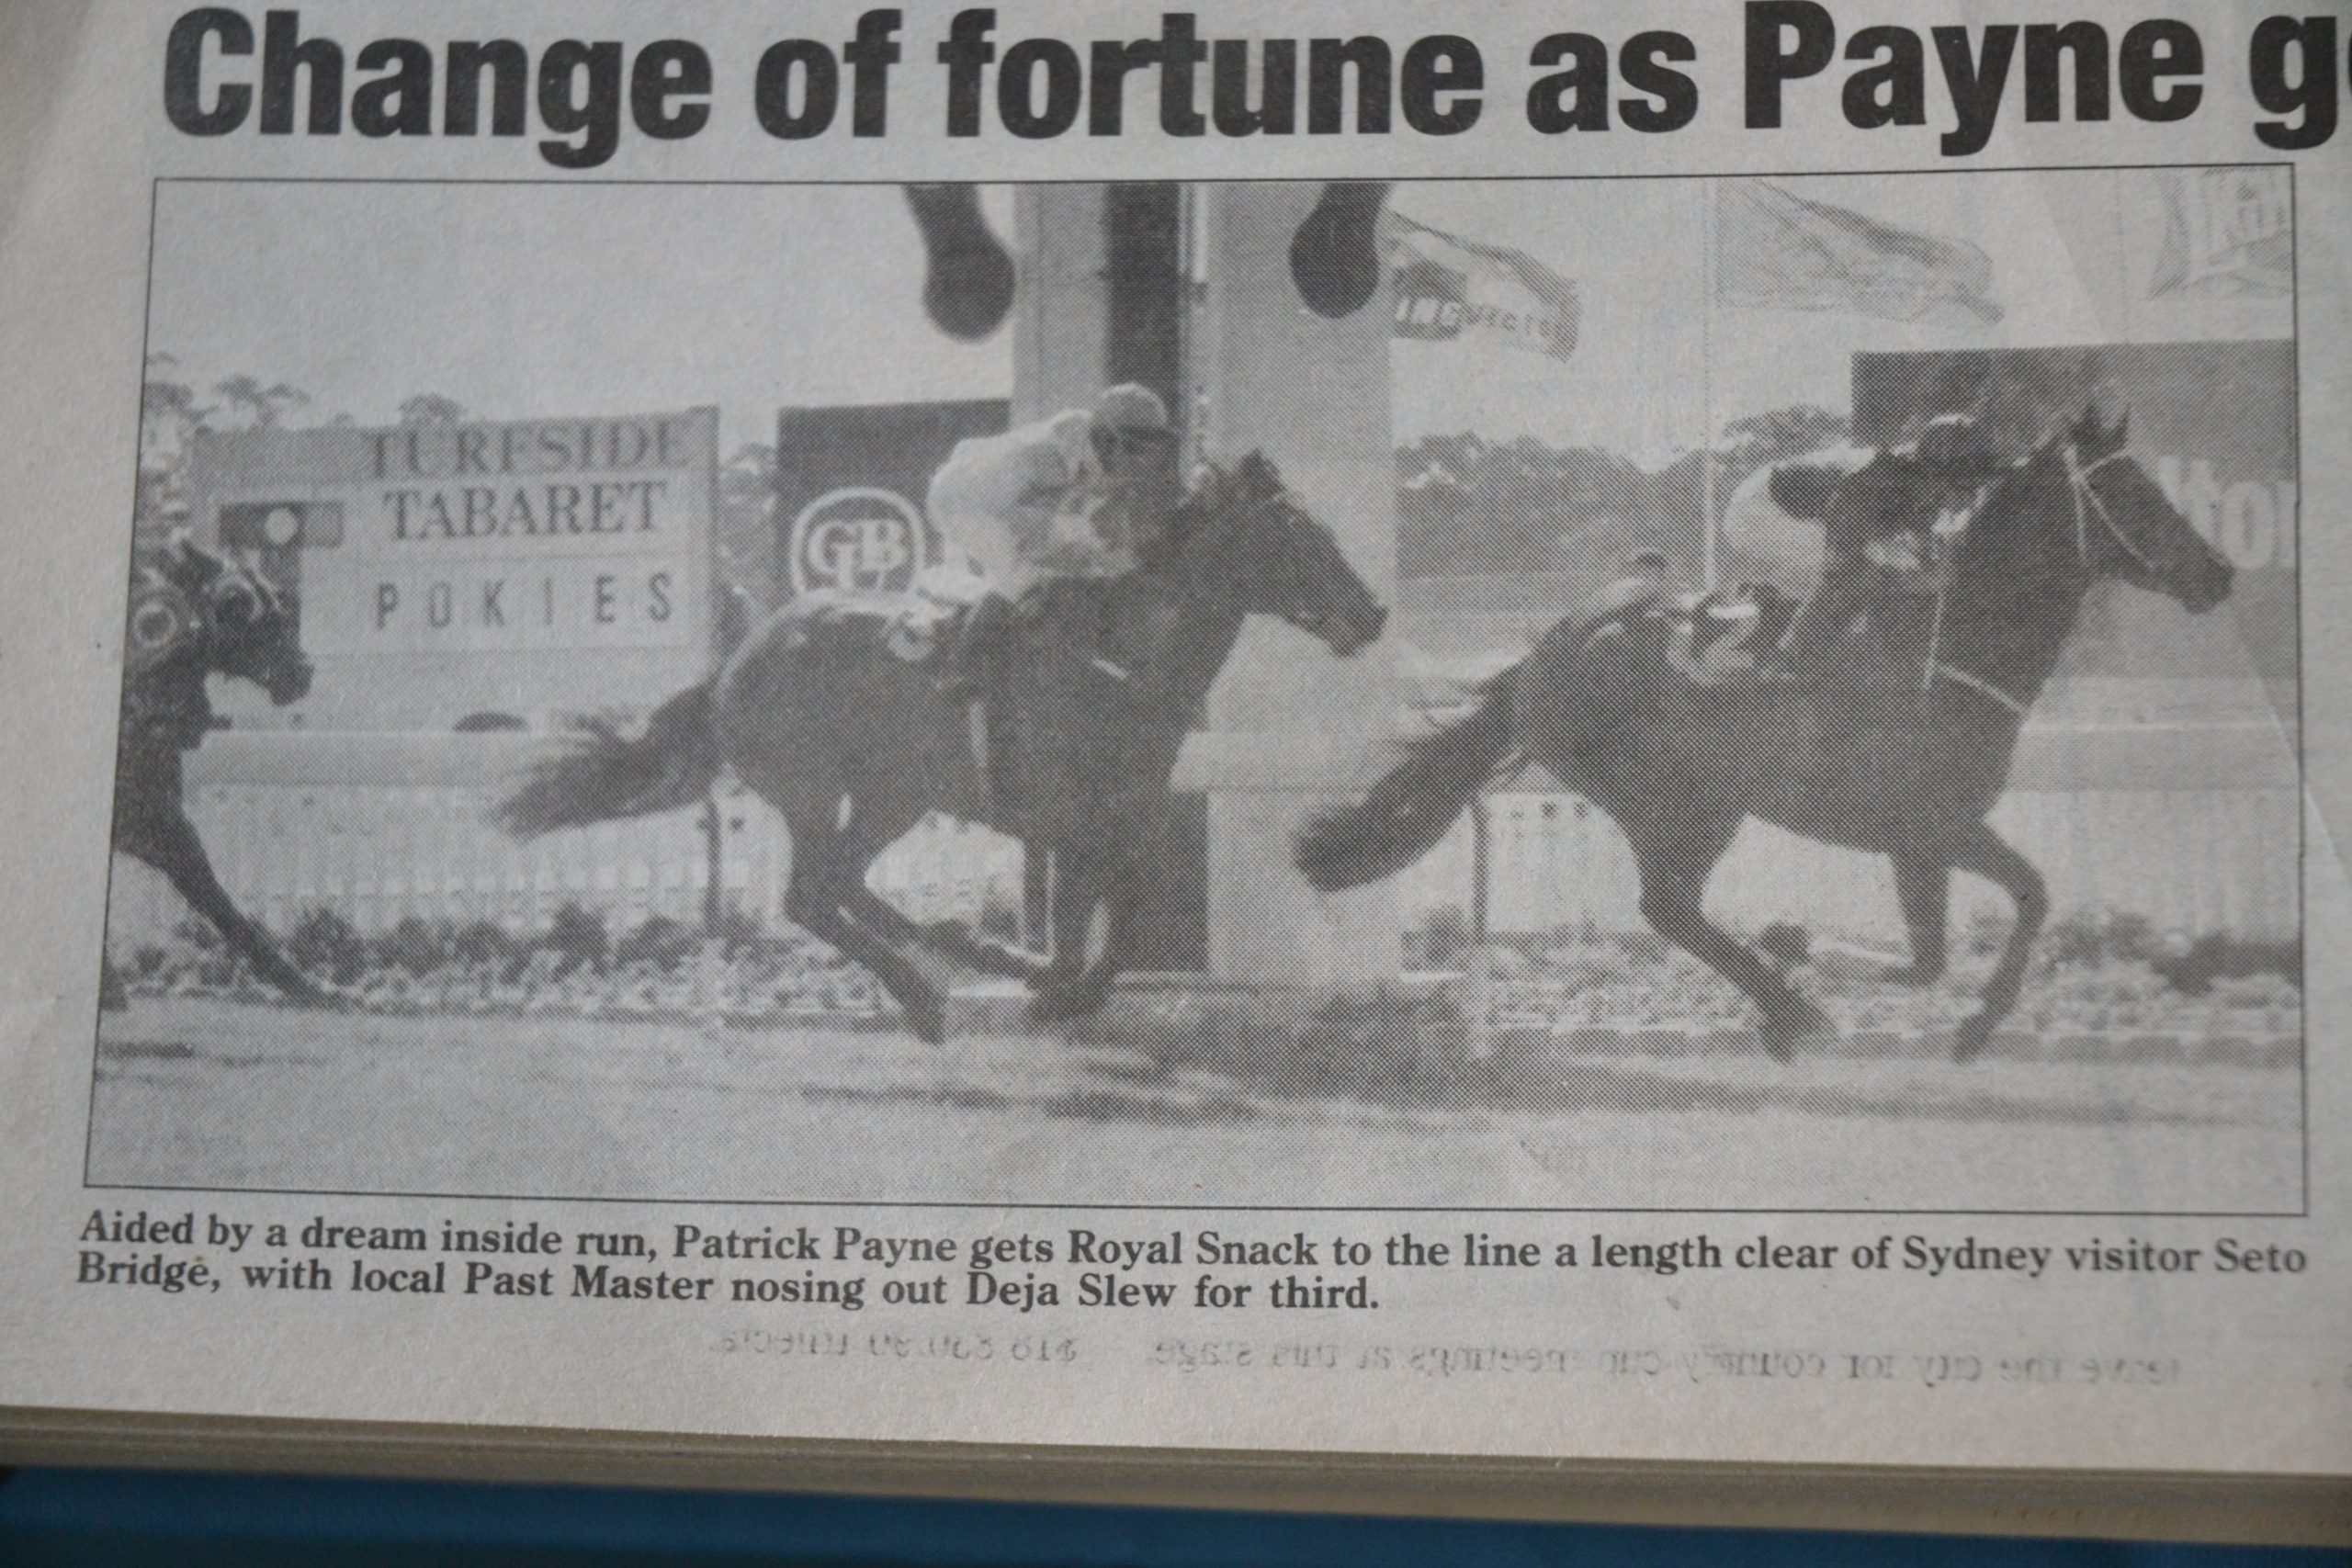 Change of fortune as Payne g
TURFSIDE
TABARET
POKIES
GB
ING
12
Aided by a dream inside run, Patrick Payne gets Royal Snack to the line a length clear of Sydney visitor Seto
Bridge, with local Past Master nosing out Deja Slew for third.